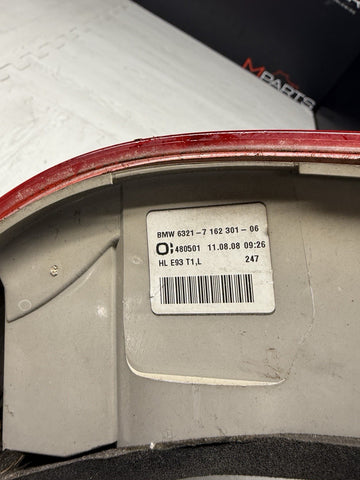 MPARTS
BMW 6321-7 162 301-06
480501 11.08.08 09:26
HL E93 T1,L 247